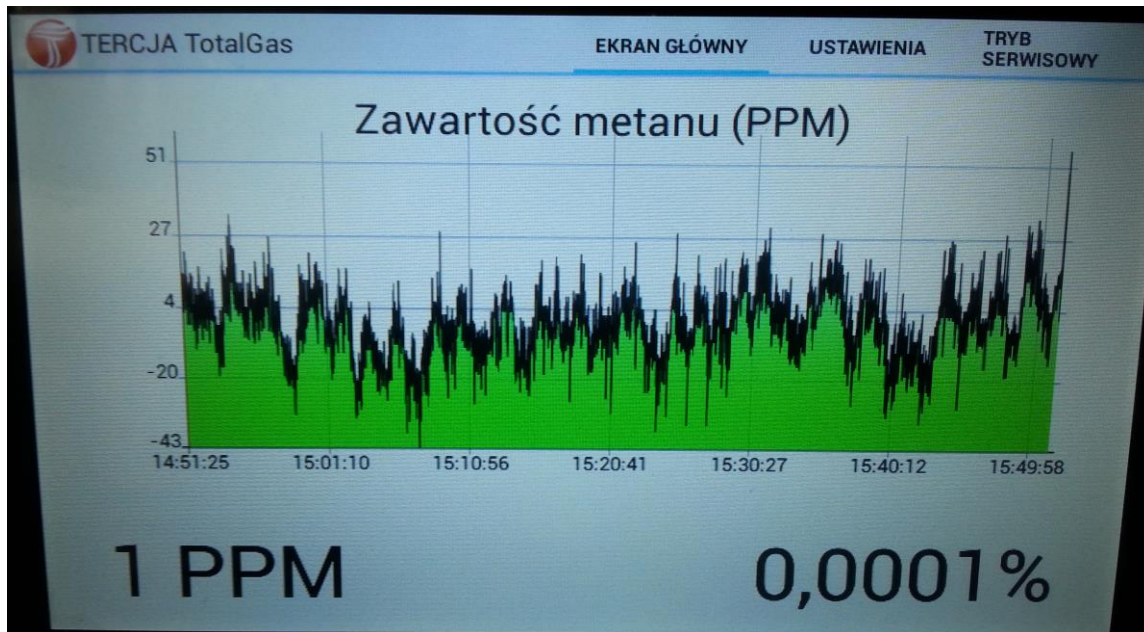 TERCJA TotalGas
EKRAN GŁÓWNY
USTAWIENIA
TRYB
SERWISOWY
Zawartość metanu (PPM)
51
27
4
-20
-43
14:51:25 15:01:10 15:10:56 15:20:41 15:30:27 15:40:12 15:49:58
1 PPM
0,0001%